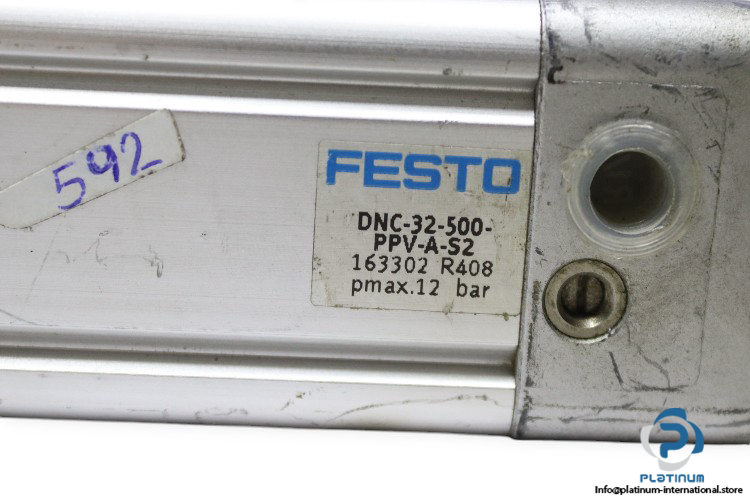 592
FESTO
DNC-32-500-
PPV-A-S2
163302 R408
pmax.12 bar
PLATINUM
Info@platinum-international.store